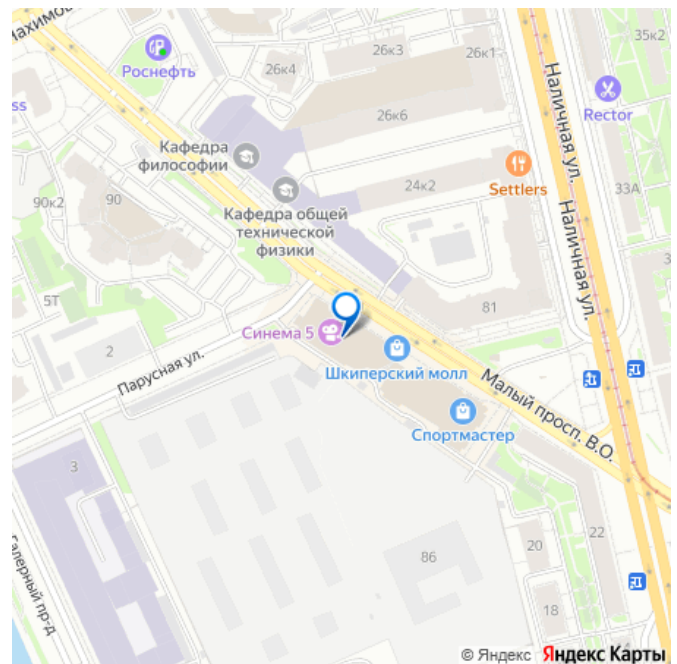 Нахимов
35к2
26к3
26к1
Роснефть
26к4
Наличная ул.
ss
Rector
26к6
Кафедра
философии
Settlers
24к2
33А
90к2
90
Кафедра общей
технической
физики
Наличная ул.
3
5Т
81
2
Синема 5
Парусная ул.
Шкиперский молл
Малый просп. В.О.
Спортмастер
3
22
86
20
Галерный пр-д
18
© Яндекс Яндекс Карты